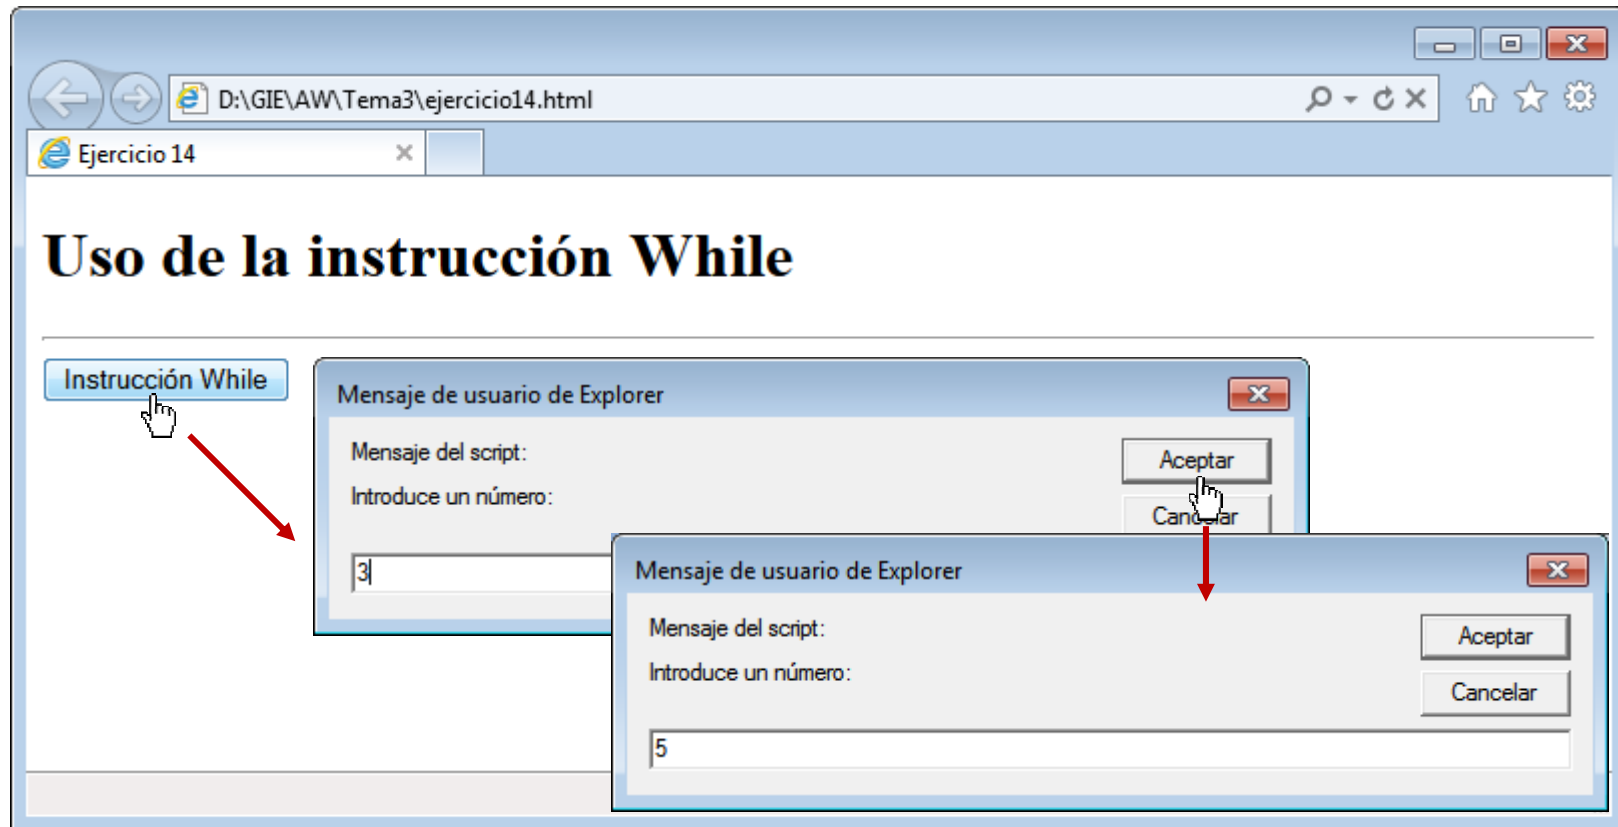 D:\GIE\AW\Tema3\ejercicio14.html
Ejercicio 14
Uso de la instrucción While
Instrucción While
Mensaje de usuario de Explorer
Mensaje del script:
Aceptar
Introduce un número:
Cancelar
3
Mensaje de usuario de Explorer
Mensaje del script:
Aceptar
Introduce un número:
Cancelar
5